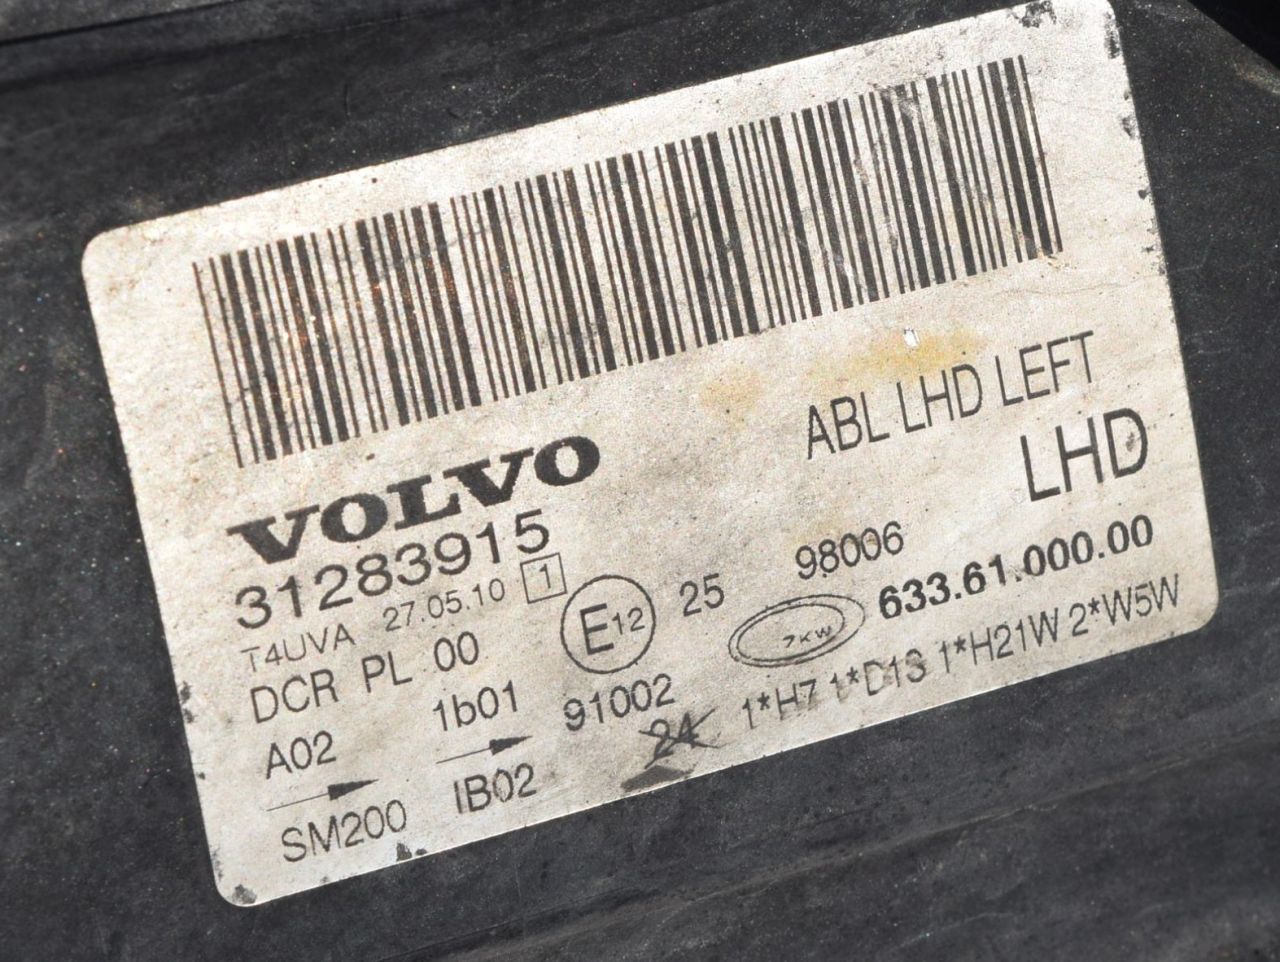 ABL LHD LEFT
LHD
VOLVO
31283915
98006
633.61.000.00
T4UVA 27.05.10 1
E12 25
ZKW
DCR PL 00
1*H7 1*D1S 1*H21W 2*W5W
A02 1b01 91002
24
SM200 IB02